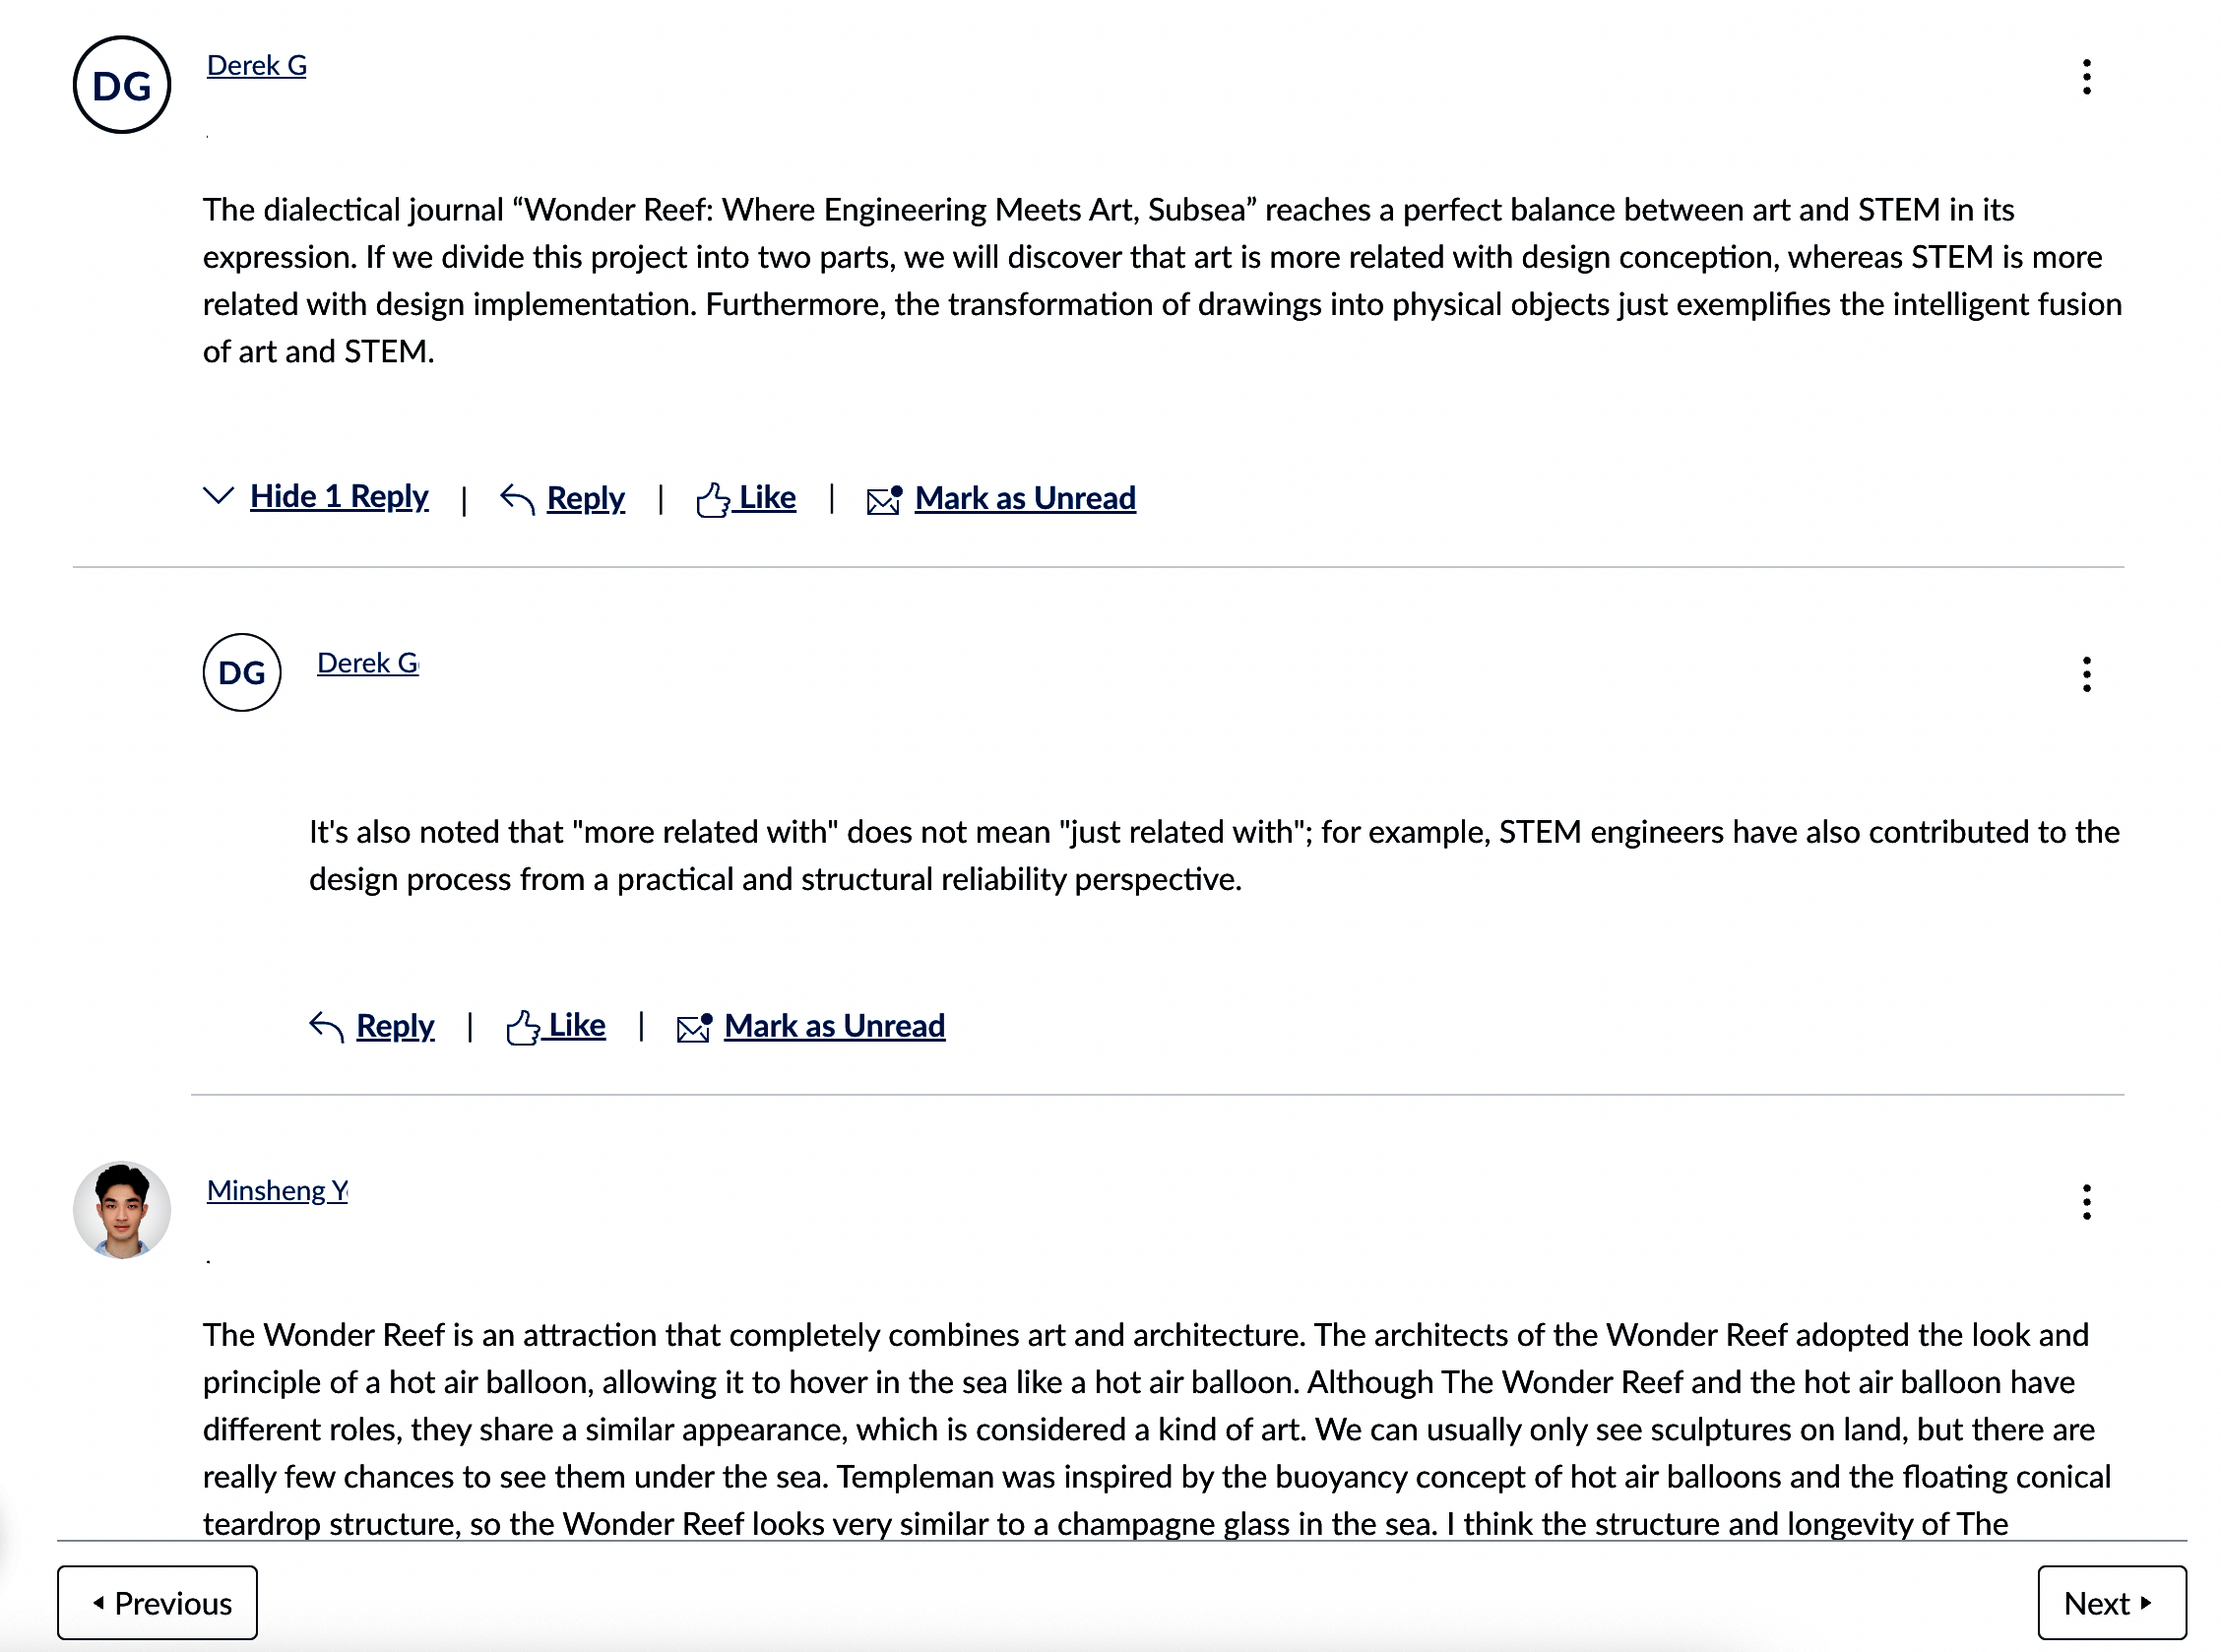 DG
Derek G
The dialectical journal “Wonder Reef: Where Engineering Meets Art, Subsea” reaches a perfect balance between art and STEM in its
expression. If we divide this project into two parts, we will discover that art is more related with design conception, whereas STEM is more
related with design implementation. Furthermore, the transformation of drawings into physical objects just exemplifies the intelligent fusion
of art and STEM.
Hide 1 Reply | Reply | Like | Mark as Unread
DG
Derek G
It's also noted that "more related with" does not mean "just related with"; for example, STEM engineers have also contributed to the
design process from a practical and structural reliability perspective.
Reply | Like | Mark as Unread
Minsheng Y
The Wonder Reef is an attraction that completely combines art and architecture. The architects of the Wonder Reef adopted the look and
principle of a hot air balloon, allowing it to hover in the sea like a hot air balloon. Although The Wonder Reef and the hot air balloon have
different roles, they share a similar appearance, which is considered a kind of art. We can usually only see sculptures on land, but there are
really few chances to see them under the sea. Templeman was inspired by the buoyancy concept of hot air balloons and the floating conical
teardrop structure, so the Wonder Reef looks very similar to a champagne glass in the sea. I think the structure and longevity of The
Previous
Next